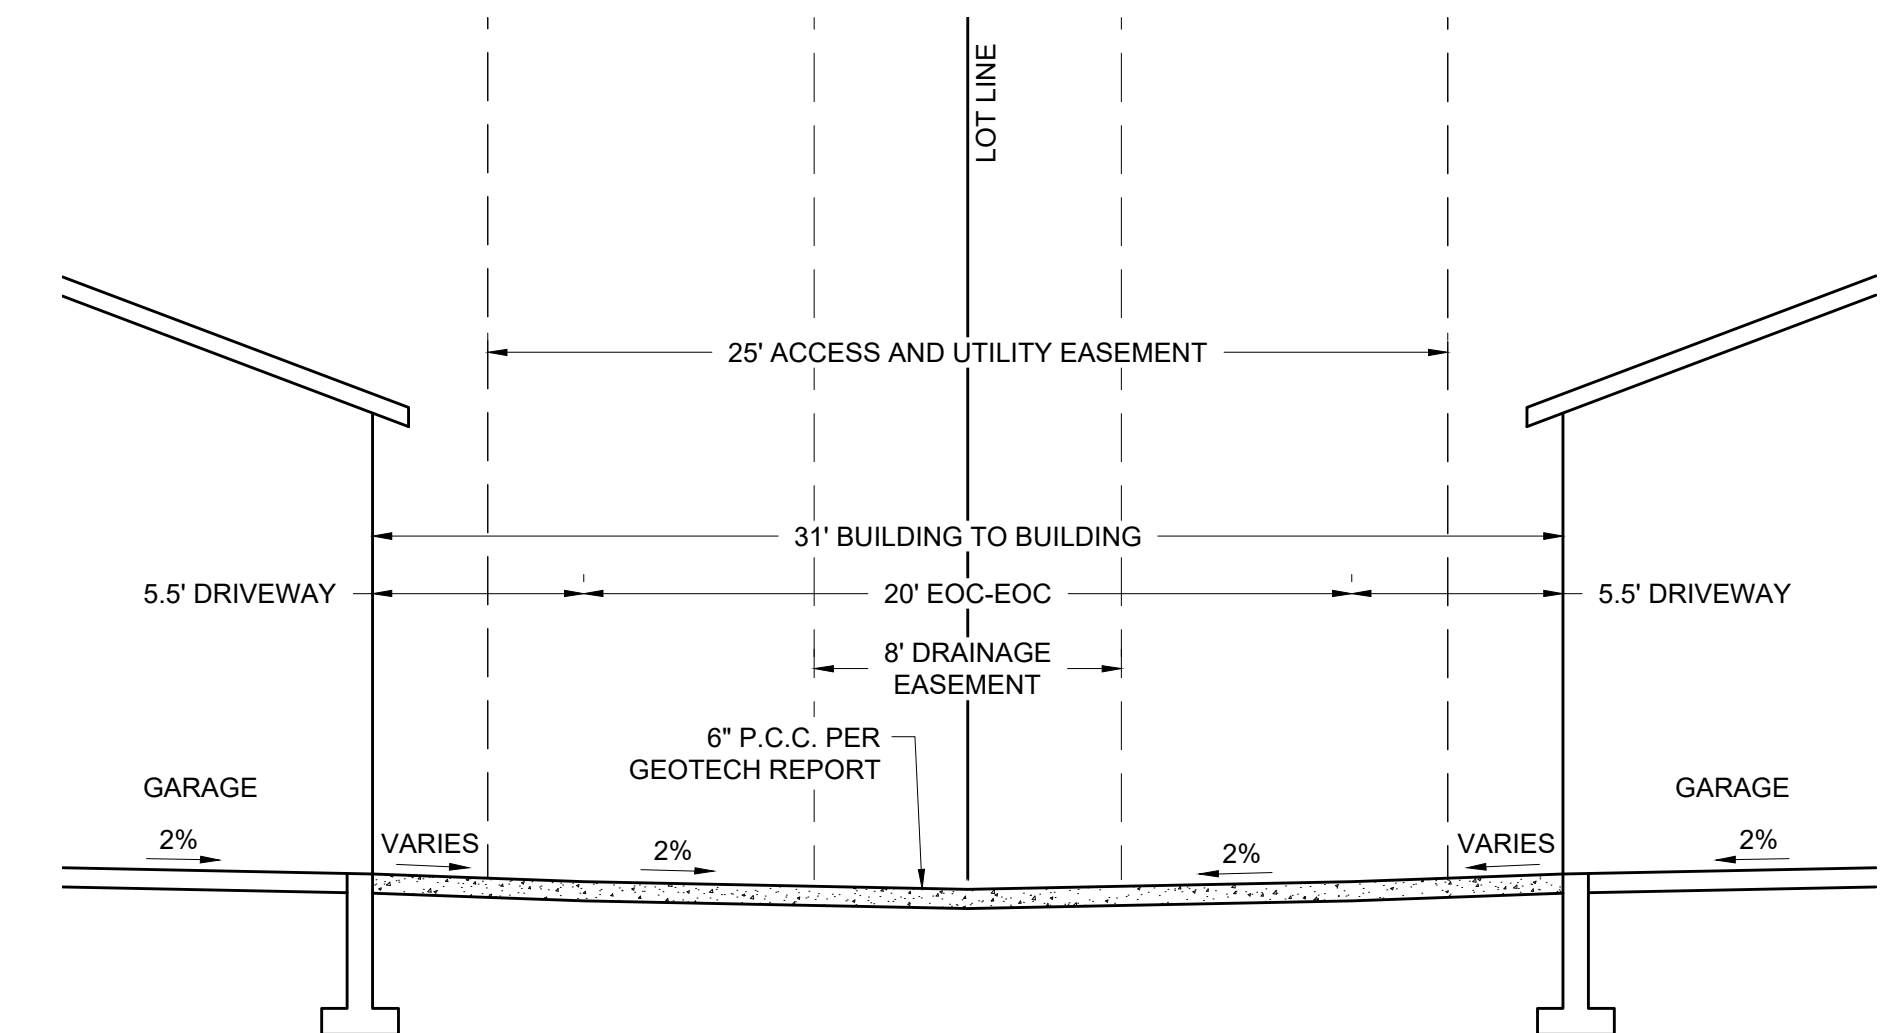 LOT LINE
25' ACCESS AND UTILITY EASEMENT
31' BUILDING TO BUILDING
5.5' DRIVEWAY
20' EOC-EOC
5.5' DRIVEWAY
8' DRAINAGE
EASEMENT
6" P.C.C. PER
GEOTECH REPORT
GARAGE
GARAGE
2%
VARIES
2%
2%
VARIES
2%